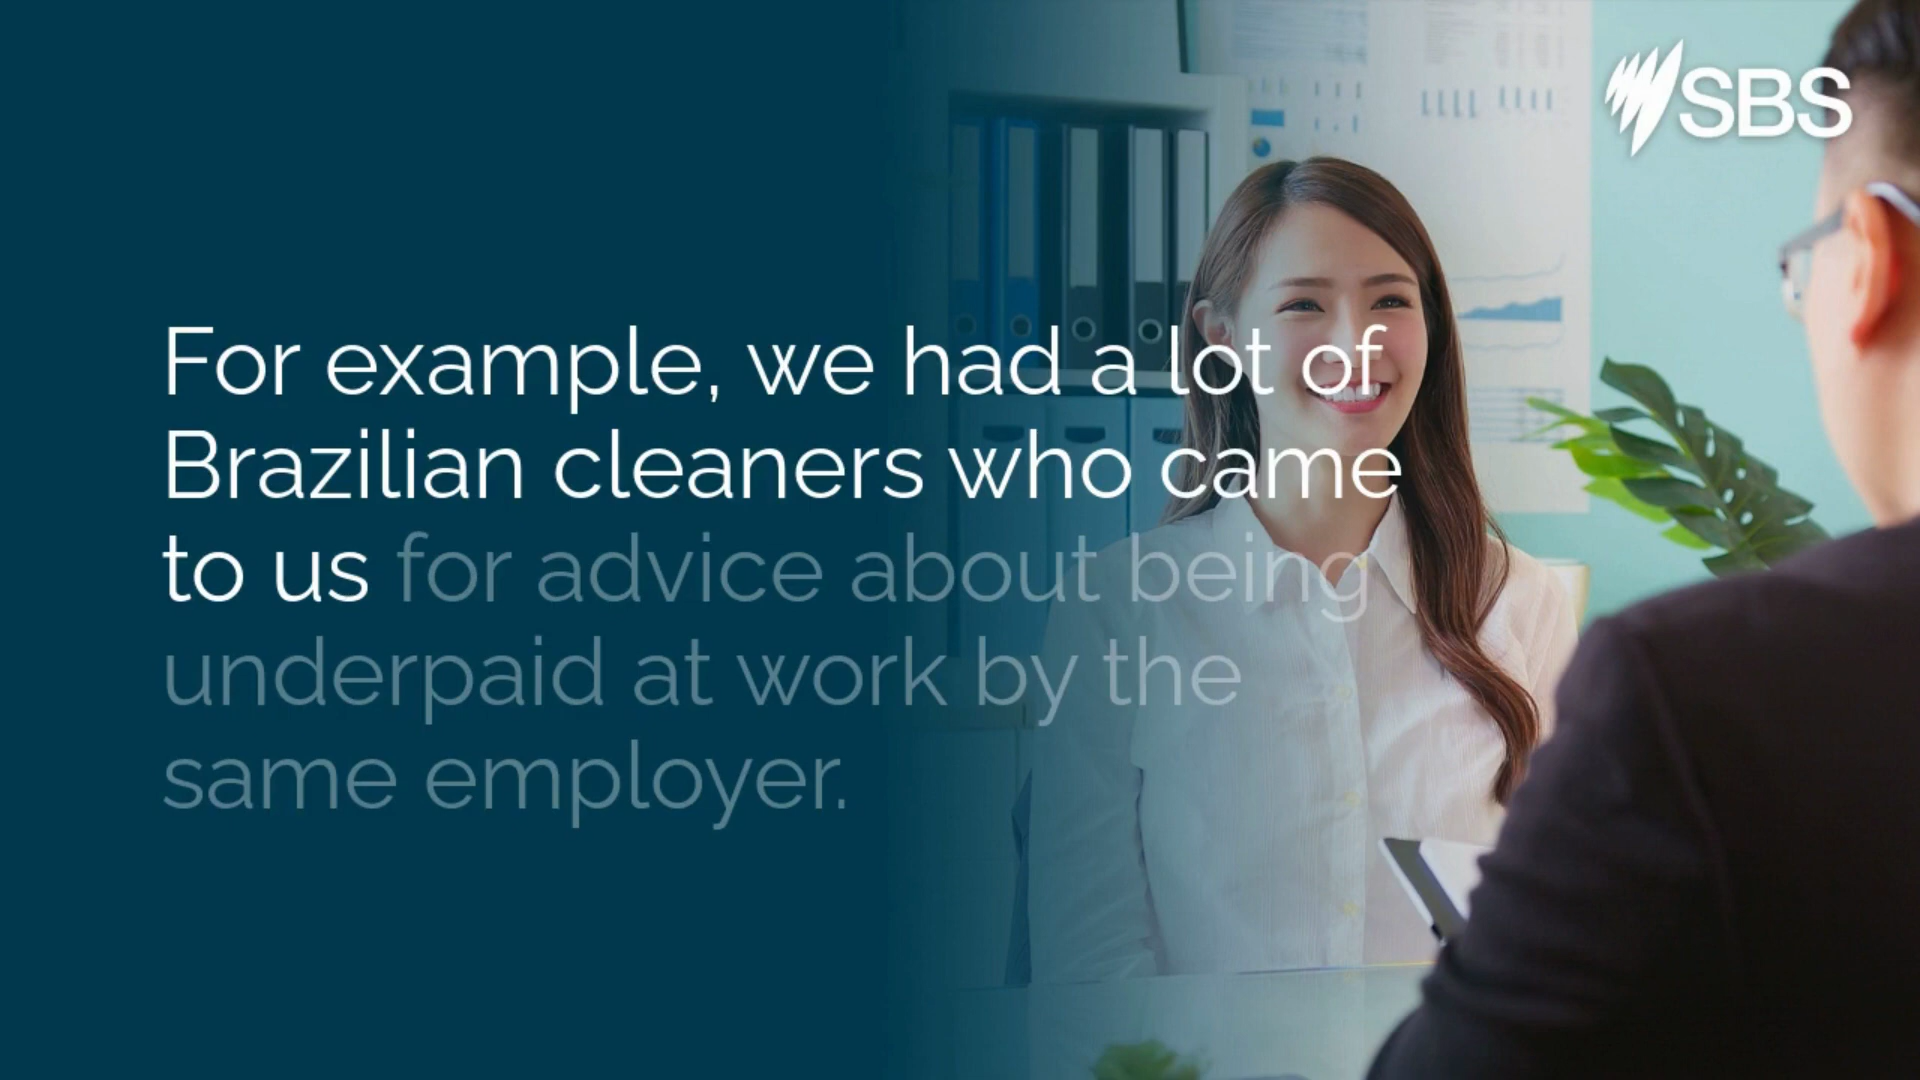 SBS
For example, we had a lot of
Brazilian cleaners who came
to us for advice about being
underpaid at work by the
same employer.